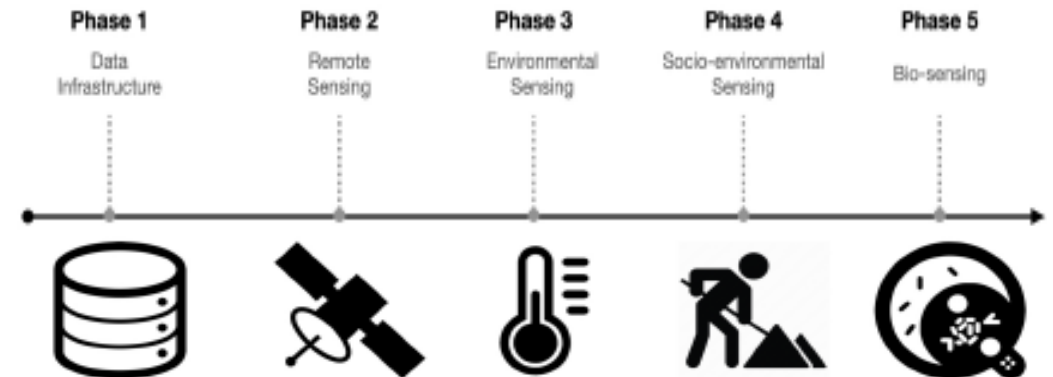 Phase 1
Data
Infrastructure
Phase 2
Remote
Sensing
Phase 3
Environmental
Sensing
Phase 4
Socio-environmental
Sensing
Phase 5
Bio-sensing